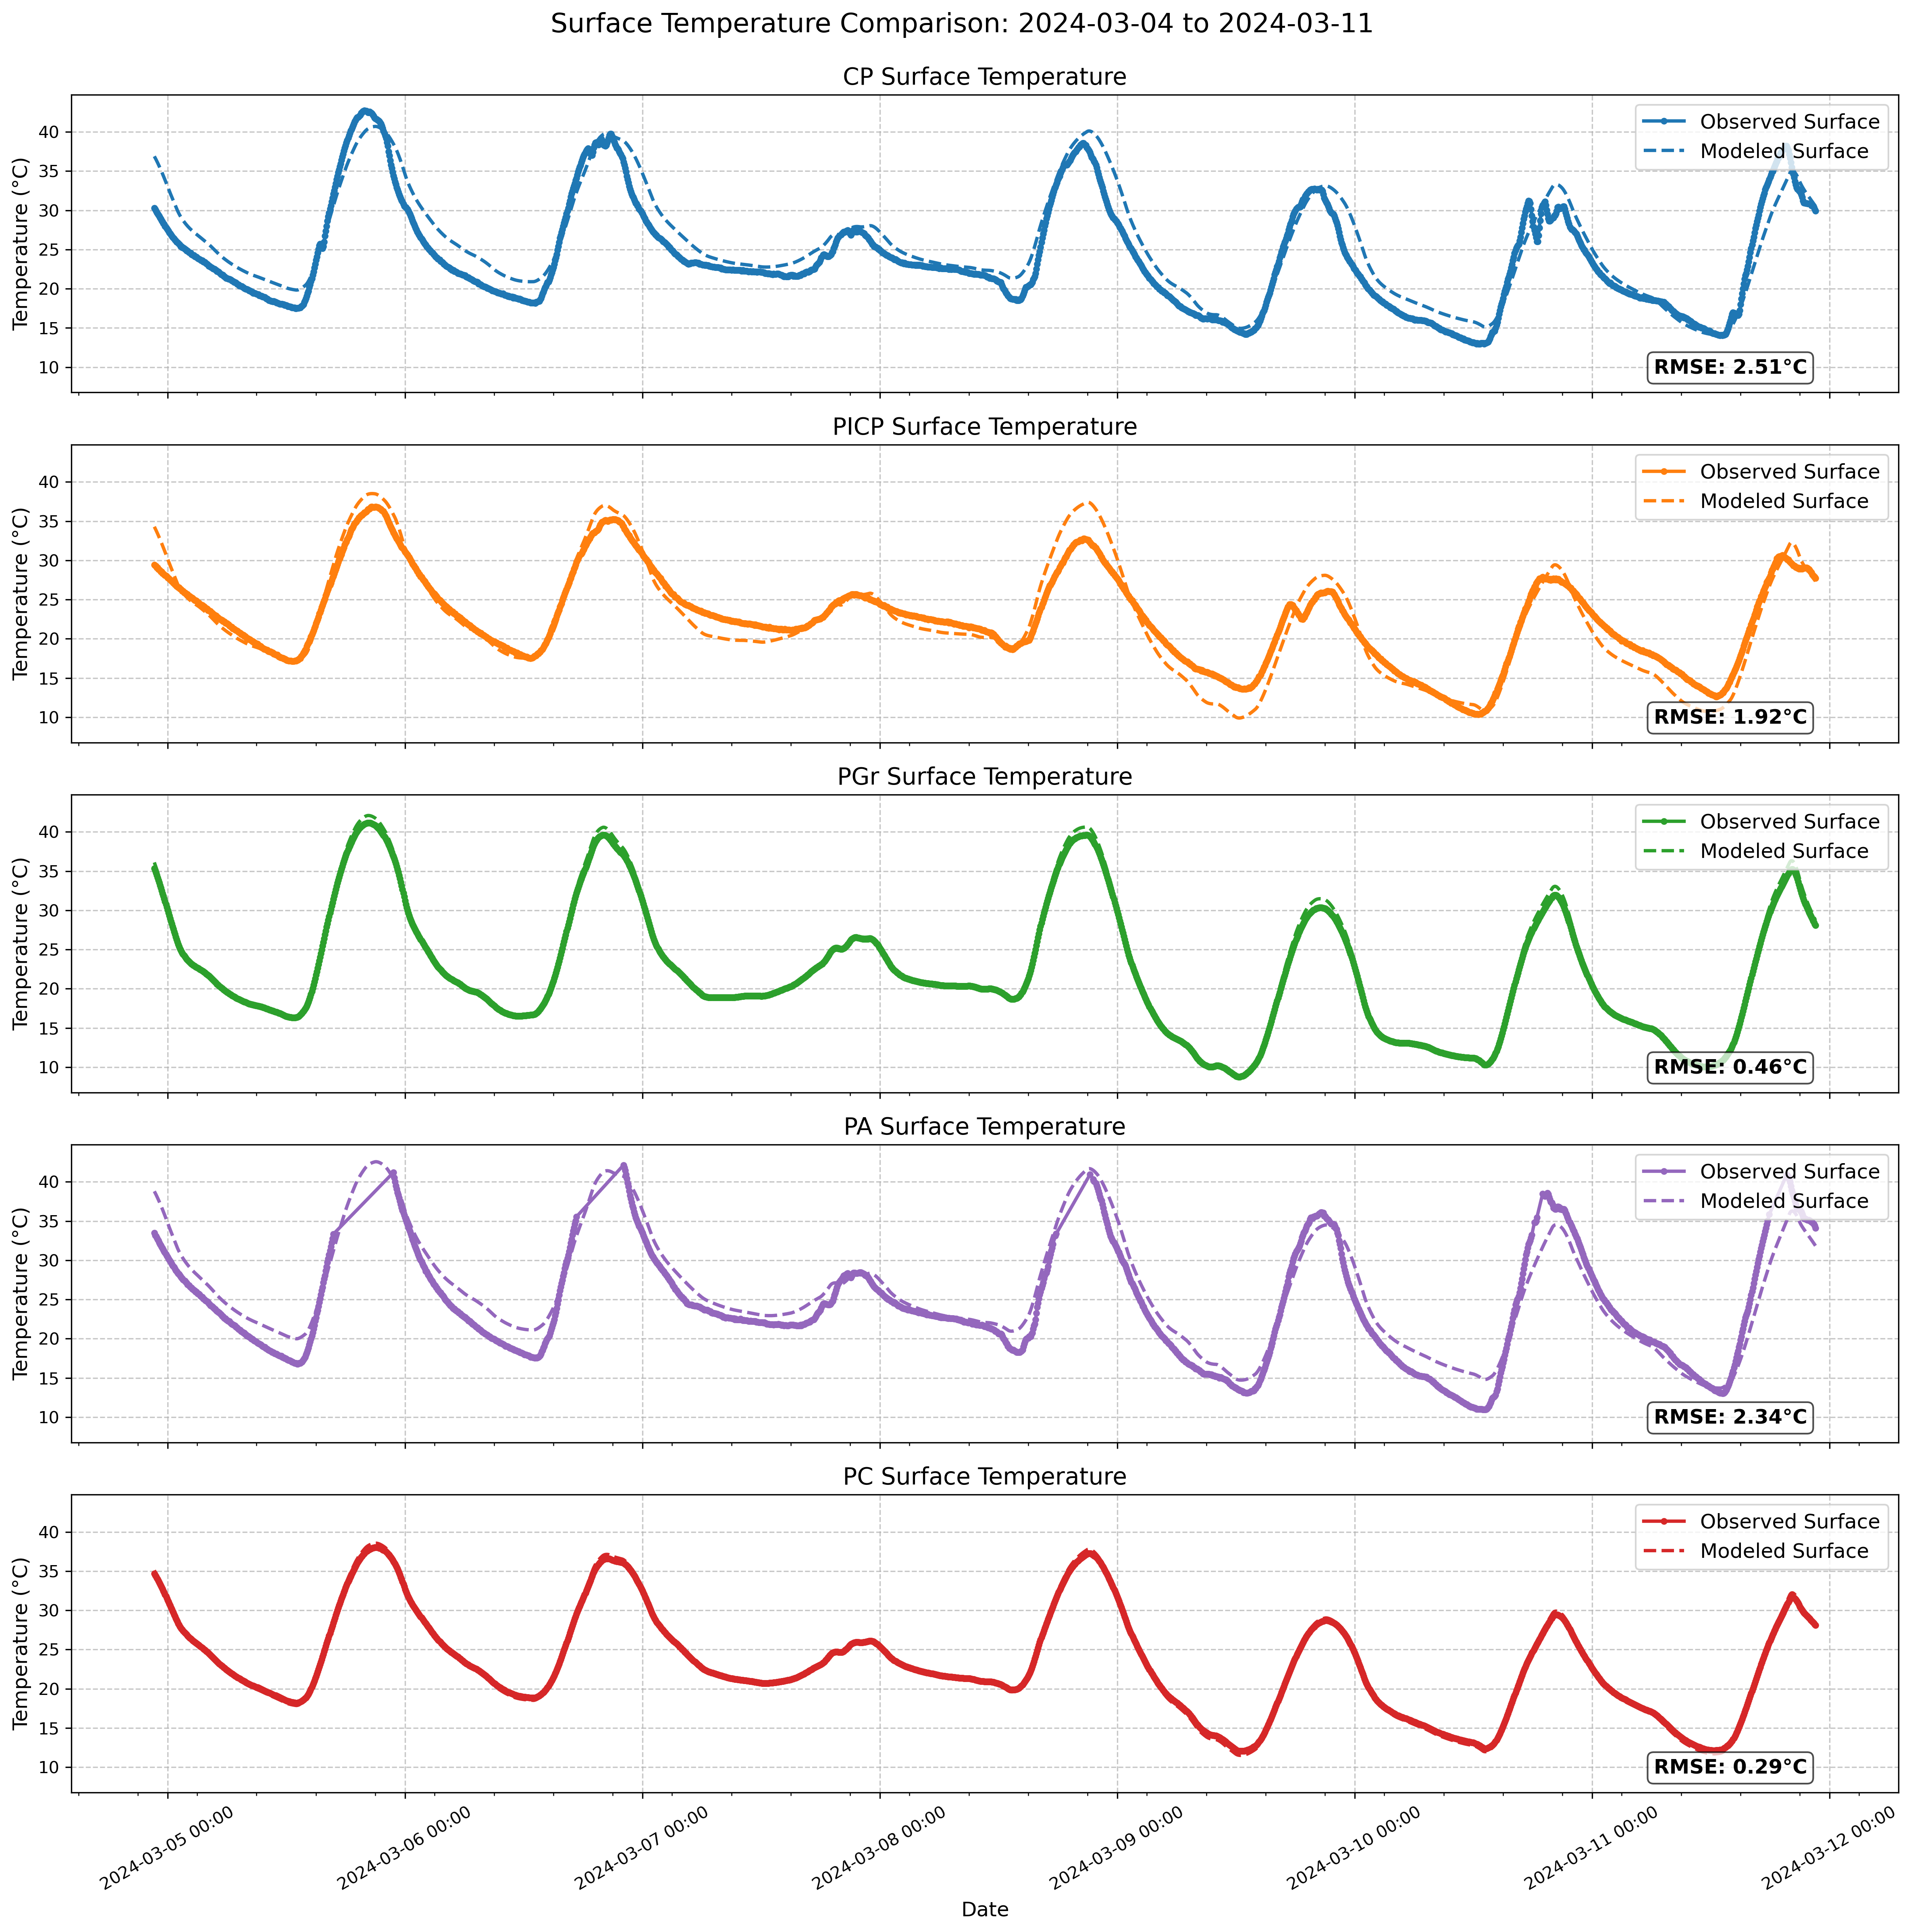 Surface Temperature Comparison: 2024-03-04 to 2024-03-11
CP Surface Temperature
Temperature (°C)
40
35
30
25
20
15
10
Observed Surface
Modeled Surface
RMSE: 2.51°C
PICP Surface Temperature
Temperature (°C)
40
35
30
25
20
15
10
Observed Surface
Modeled Surface
RMSE: 1.92°C
PGr Surface Temperature
Temperature (°C)
40
35
30
25
20
15
10
Observed Surface
Modeled Surface
RMSE: 0.46°C
PA Surface Temperature
Temperature (°C)
40
35
30
25
20
15
10
Observed Surface
Modeled Surface
RMSE: 2.34°C
PC Surface Temperature
Temperature (°C)
40
35
30
25
20
15
10
Observed Surface
Modeled Surface
RMSE: 0.29°C
2024-03-05 00:00
2024-03-06 00:00
2024-03-07 00:00
2024-03-08 00:00
2024-03-09 00:00
2024-03-10 00:00
2024-03-11 00:00
2024-03-12 00:00
Date